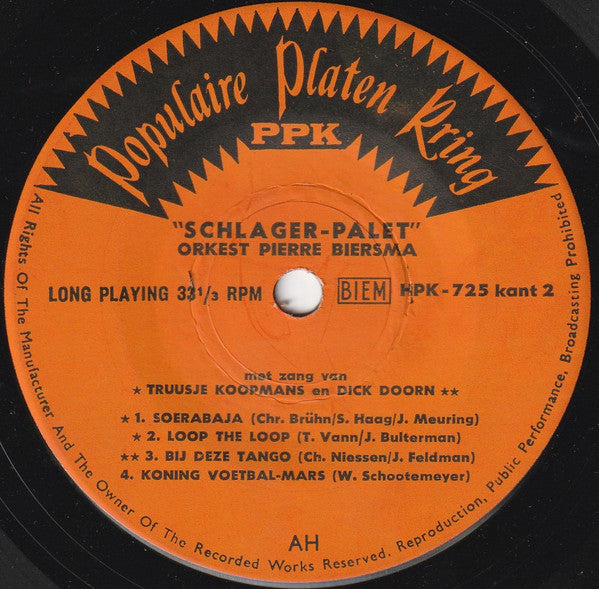 Populaire Platen Kring
PPK
"SCHLAGER-PALET"
ORKEST PIERRE BIERSMA
LONG PLAYING 33 1/3 RPM BIEM HPK-725 kant 2
met zang van
★ TRUUSJE KOOPMANS en DICK DOORN ★★
★ 1. SOERABAJA (Chr. Brühn/S. Haag/J. Meuring)
★ 2. LOOP THE LOOP (T. Vann/J. Bulterman)
★★ 3. BIJ DEZE TANGO (Ch. Niessen/J. Feldman)
4. KONING VOETBAL-MARS (W. Schootemeyer)
AH
All Rights Of The Manufacturer And The Owner Of The Recorded Works Reserved. Reproduction, Public Performance, Broadcasting Prohibited